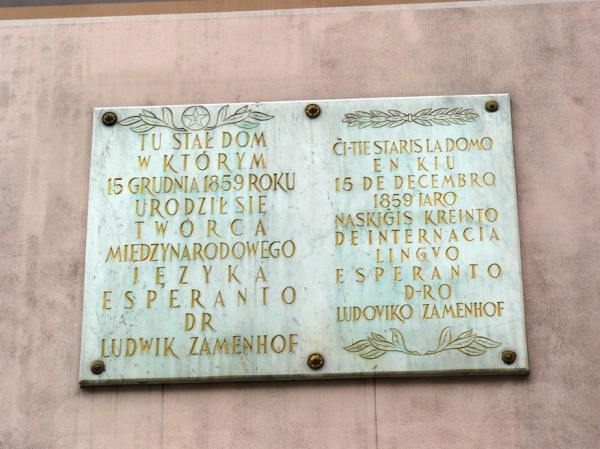 TU STAŁ DOM
W KTÓRYM
15 GRUDNIA 1859 ROKU
URODZIŁ SIĘ
TWÓRCA
MIĘDZYNARODOWEGO
JĘZYKA
ESPERANTO
DR
LUDWIK ZAMENHOF
ĈI-TIE STARIS LA DOMO
EN KIU
15 DE DECEMBRO
1859 JARO
NASKIĜIS KREINTO
DE INTERNACIA
LINGVO
ESPERANTO
D-RO
LUDOVIKO ZAMENHOF